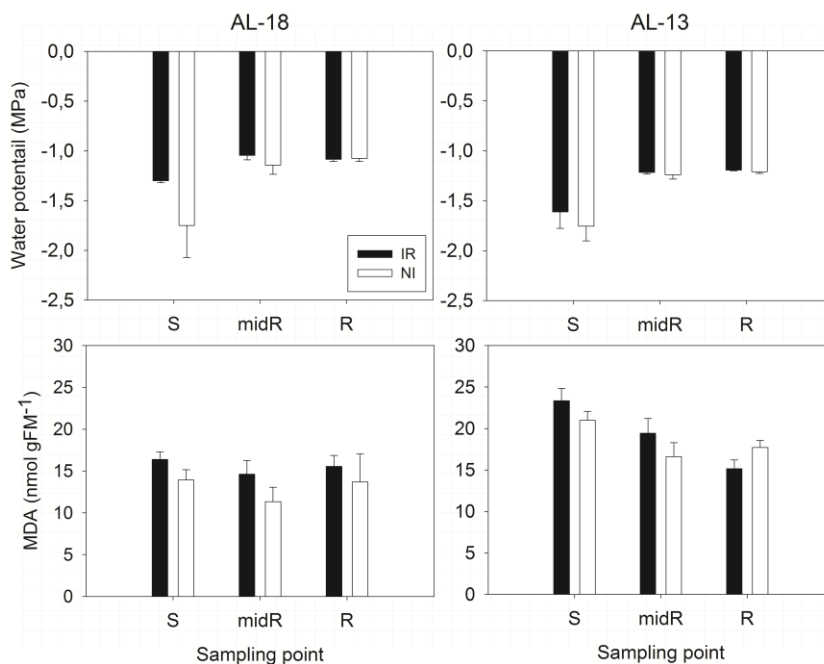 AL-18
AL-13
Water potentail (MPa)
0,0
-0,5
-1,0
-1,5
-2,0
-2,5
IR
NI
S midR R
0,0
-0,5
-1,0
-1,5
-2,0
-2,5
S midR R
MDA (nmol gFM-1)
30
25
20
15
10
5
0
S midR R
Sampling point
30
25
20
15
10
5
0
S midR R
Sampling point